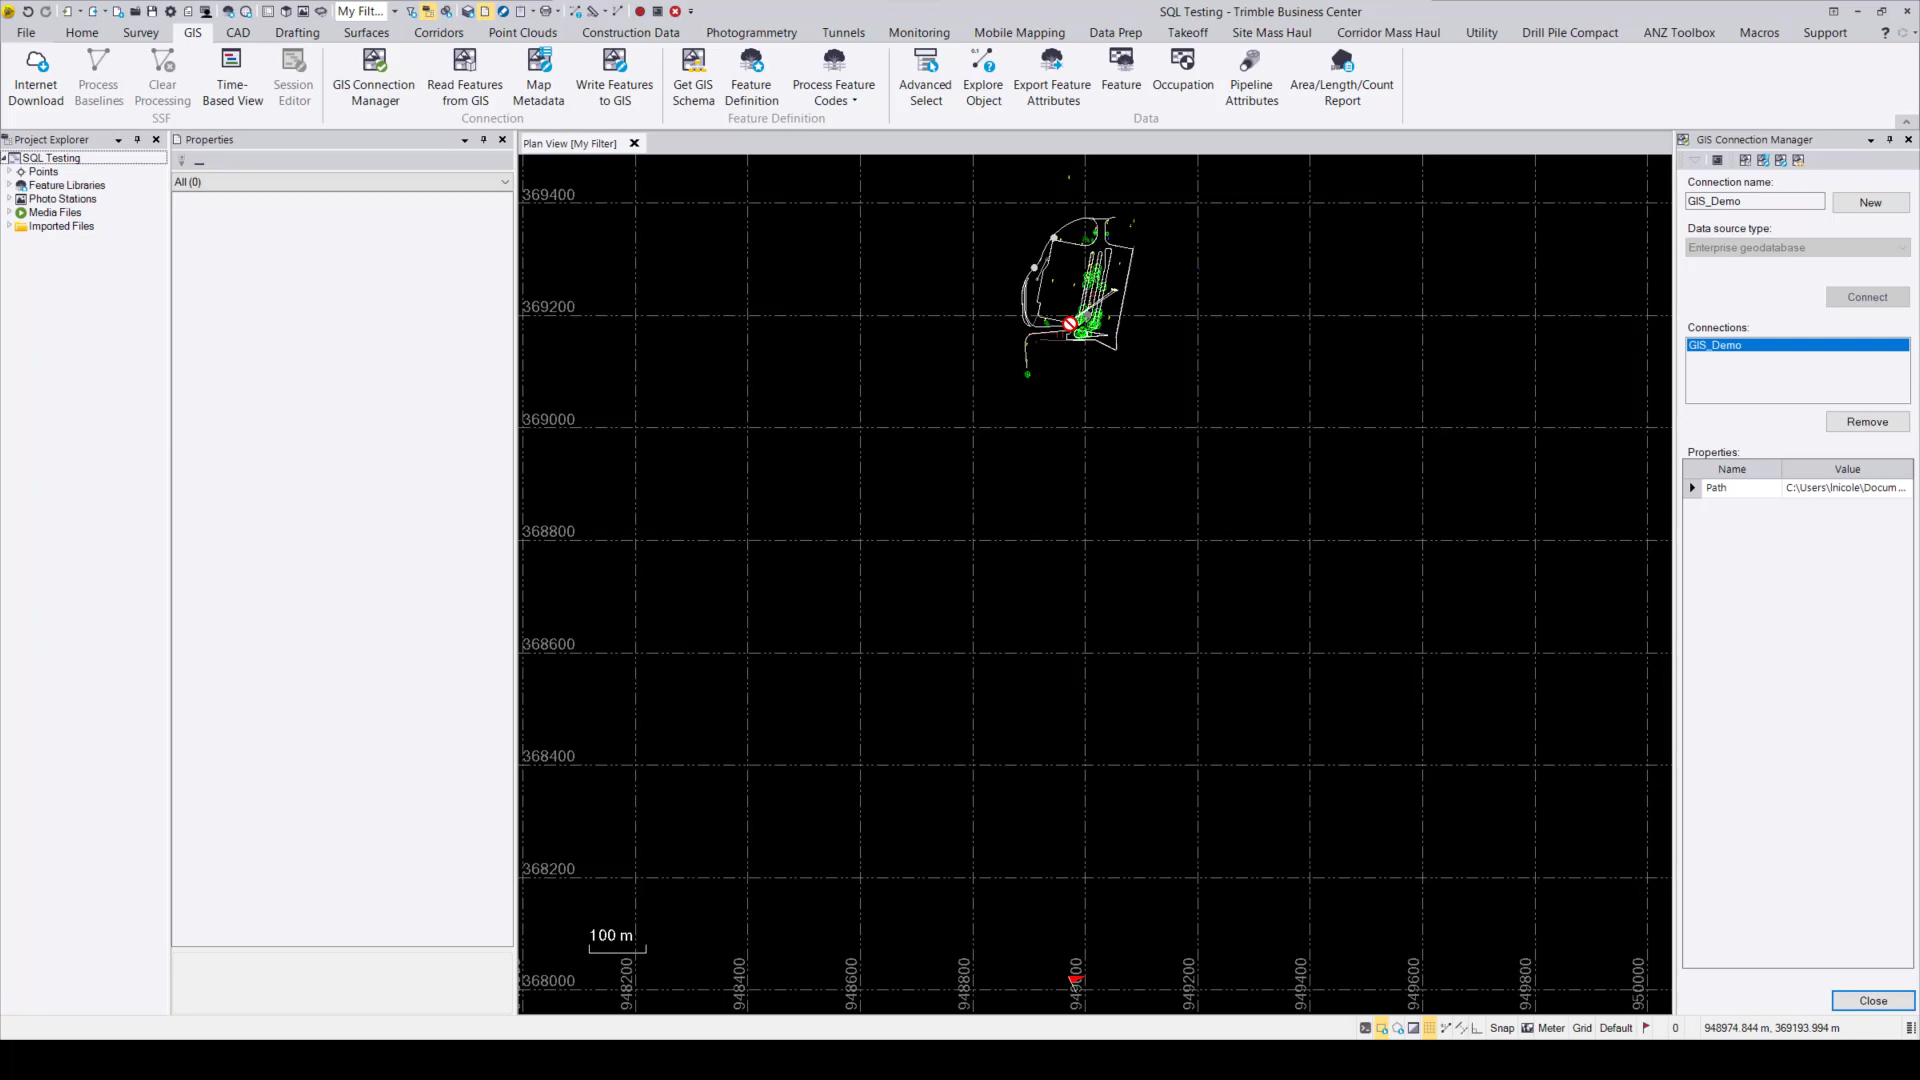 My Filt...
SQL Testing - Trimble Business Center
File Home Survey GIS CAD Drafting Surfaces Corridors Point Clouds Construction Data Photogrammetry Tunnels Monitoring Mobile Mapping Data Prep Takeoff Site Mass Haul Corridor Mass Haul Utility Drill Pile Compact ANZ Toolbox Macros Support
Internet Download
Process Baselines
Clear Processing
Time-Based View
Session Editor
GIS Connection Manager
Read Features from GIS
Map Metadata
Write Features to GIS
Get GIS Schema
Feature Definition
Process Feature Codes
Advanced Select
Explore Object
Export Feature Attributes
Feature
Occupation
Pipeline Attributes
Area/Length/Count Report
SSF
Connection
Feature Definition
Data
Project Explorer
SQL Testing
Points
Feature Libraries
Photo Stations
Media Files
Imported Files
Properties
All (0)
Plan View [My Filter]
369400
369200
369000
368800
368600
368400
368200
368000
100 m
948200
948400
948600
948800
949000
949200
949400
949600
949800
950000
GIS Connection Manager
Connection name:
GIS_Demo
New
Data source type:
Enterprise geodatabase
Connect
Connections:
GIS_Demo
Remove
Properties:
Name Value
Path C:\Users\lnicole\Docum...
Close
Snap Meter Grid Default 0 948974.844 m, 369193.994 m